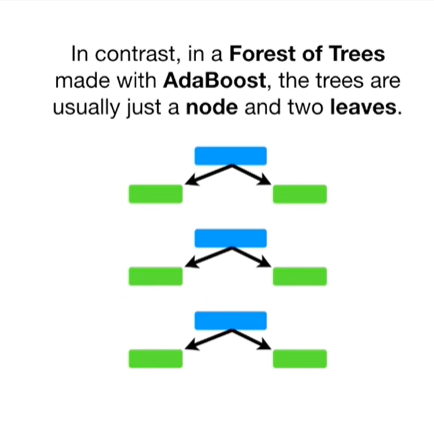 In contrast, in a Forest of Trees
made with AdaBoost, the trees are
usually just a node and two leaves.